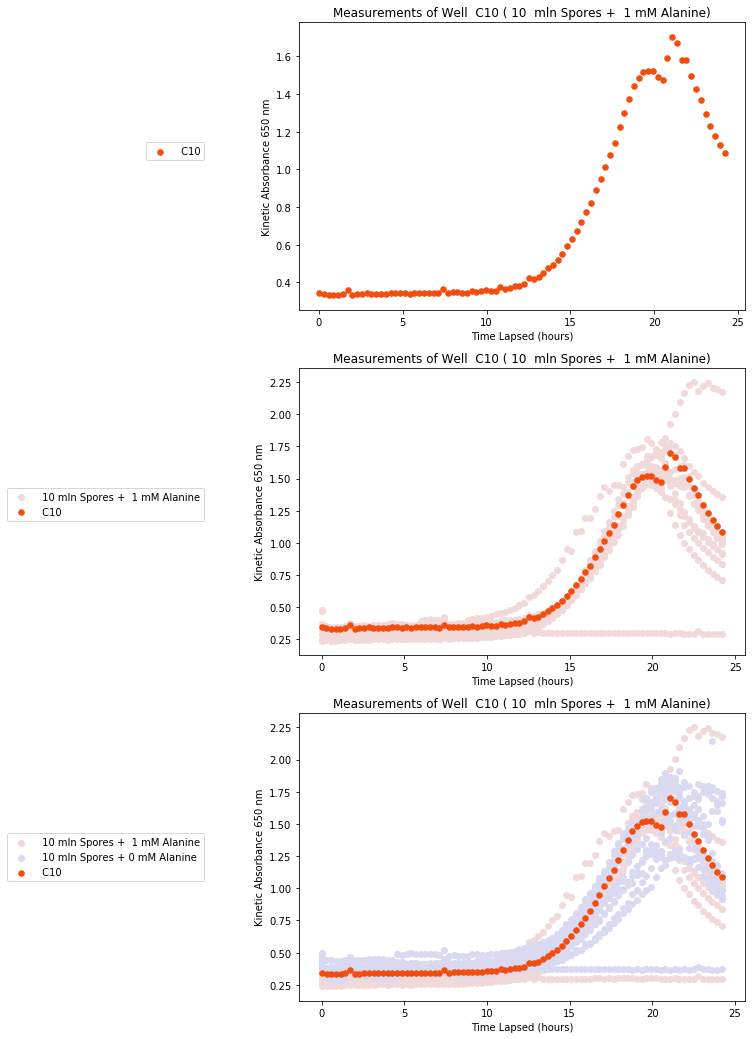 Measurements of Well  C10 ( 10  mln Spores +  1 mM Alanine)
1.6
1.4
1.2
1.0
0.8
0.6
0.4
Kinetic Absorbance 650 nm
C10
0
5
10
15
20
25
Time Lapsed (hours)
Measurements of Well  C10 ( 10  mln Spores +  1 mM Alanine)
2.25
2.00
1.75
1.50
1.25
1.00
0.75
0.50
0.25
Kinetic Absorbance 650 nm
10 mln Spores +  1 mM Alanine
C10
0
5
10
15
20
25
Time Lapsed (hours)
Measurements of Well  C10 ( 10  mln Spores +  1 mM Alanine)
2.25
2.00
1.75
1.50
1.25
1.00
0.75
0.50
0.25
Kinetic Absorbance 650 nm
10 mln Spores +  1 mM Alanine
10 mln Spores + 0 mM Alanine
C10
0
5
10
15
20
25
Time Lapsed (hours)